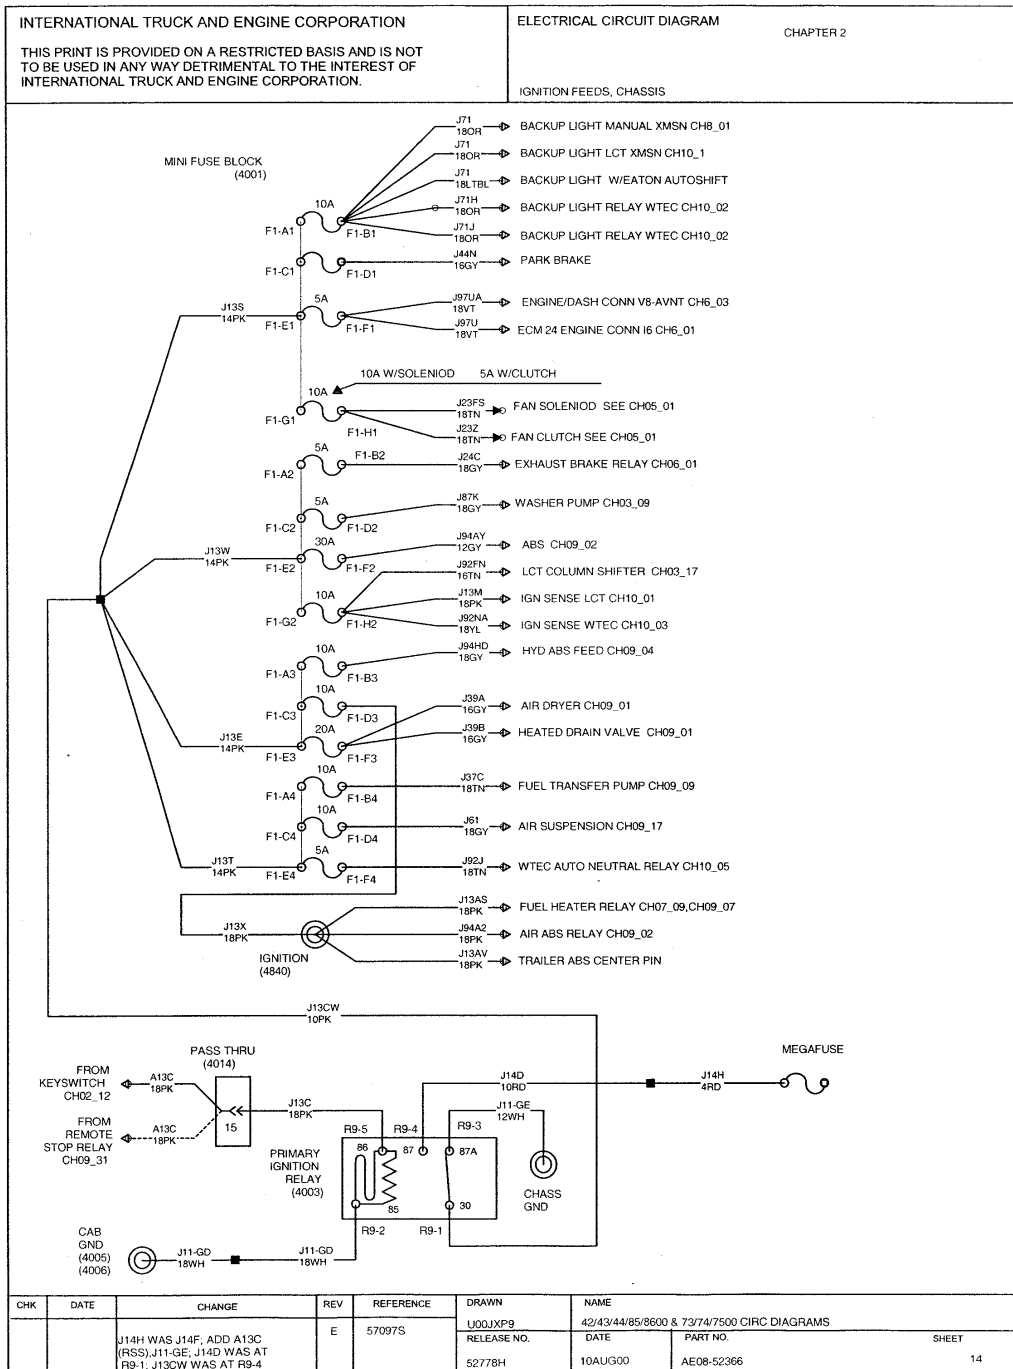 INTERNATIONAL TRUCK AND ENGINE CORPORATION
THIS PRINT IS PROVIDED ON A RESTRICTED BASIS AND IS NOT
TO BE USED IN ANY WAY DETRIMENTAL TO THE INTEREST OF
INTERNATIONAL TRUCK AND ENGINE CORPORATION.
ELECTRICAL CIRCUIT DIAGRAM
CHAPTER 2
IGNITION FEEDS, CHASSIS
MINI FUSE BLOCK
(4001)
J71
18OR
BACKUP LIGHT MANUAL XMSN CH8_01
J71
18OR
BACKUP LIGHT LCT XMSN CH10_1
J71
18LTBL
BACKUP LIGHT W/EATON AUTOSHIFT
J71H
18OR
BACKUP LIGHT RELAY WTEC CH10_02
10A
F1-A1
F1-B1
J71J
18OR
BACKUP LIGHT RELAY WTEC CH10_02
F1-C1
F1-D1
J44N
16GY
PARK BRAKE
J13S
14PK
5A
F1-E1
F1-F1
J97UA
18VT
ENGINE/DASH CONN V8-AVNT CH6_03
J97U
18VT
ECM 24 ENGINE CONN I6 CH6_01
10A W/SOLENIOD 5A W/CLUTCH
10A
F1-G1
F1-H1
J23FS
18TN
FAN SOLENIOD SEE CH05_01
J23Z
18TN
FAN CLUTCH SEE CH05_01
5A
F1-A2
F1-B2
J24C
18GY
EXHAUST BRAKE RELAY CH06_01
5A
F1-C2
F1-D2
J87K
18GY
WASHER PUMP CH03_09
J13W
14PK
30A
F1-E2
F1-F2
J94AY
12GY
ABS CH09_02
J92FN
16TN
LCT COLUMN SHIFTER CH03_17
10A
F1-G2
F1-H2
J13M
18PK
IGN SENSE LCT CH10_01
J92NA
18YL
IGN SENSE WTEC CH10_03
10A
F1-A3
F1-B3
J94HD
18GY
HYD ABS FEED CH09_04
10A
F1-C3
F1-D3
J39A
16GY
AIR DRYER CH09_01
J13E
14PK
20A
F1-E3
F1-F3
J39B
16GY
HEATED DRAIN VALVE CH09_01
10A
F1-A4
F1-B4
J37C
18TN
FUEL TRANSFER PUMP CH09_09
10A
F1-C4
F1-D4
J61
18GY
AIR SUSPENSION CH09_17
J13T
14PK
5A
F1-E4
F1-F4
J92J
18TN
WTEC AUTO NEUTRAL RELAY CH10_05
J13AS
18PK
FUEL HEATER RELAY CH07_09,CH09_07
J13X
18PK
IGNITION
(4840)
J94A2
18PK
AIR ABS RELAY CH09_02
J13AV
18PK
TRAILER ABS CENTER PIN
J13CW
10PK
PASS THRU
(4014)
MEGAFUSE
FROM
KEYSWITCH
CH02_12
A13C
18PK
J14D
10RD
J14H
4RD
J13C
18PK
J11-GE
12WH
FROM
REMOTE
STOP RELAY
CH09_31
A13C
18PK
15
R9-5
R9-4
R9-3
PRIMARY
IGNITION
RELAY
(4003)
86
87
87A
85
30
CHASS
GND
R9-2
R9-1
CAB
GND
(4005)
(4006)
J11-GD
18WH
J11-GD
18WH
CHK
DATE
CHANGE
REV
REFERENCE
DRAWN
NAME
J14H WAS J14F; ADD A13C
(RSS),J11-GE; J14D WAS AT
R9-1; J13CW WAS AT R9-4
E
57097S
U00JXP9
42/43/44/85/8600 & 73/74/7500 CIRC DIAGRAMS
RELEASE NO.
DATE
PART NO.
SHEET
52778H
10AUG00
AE08-52366
14